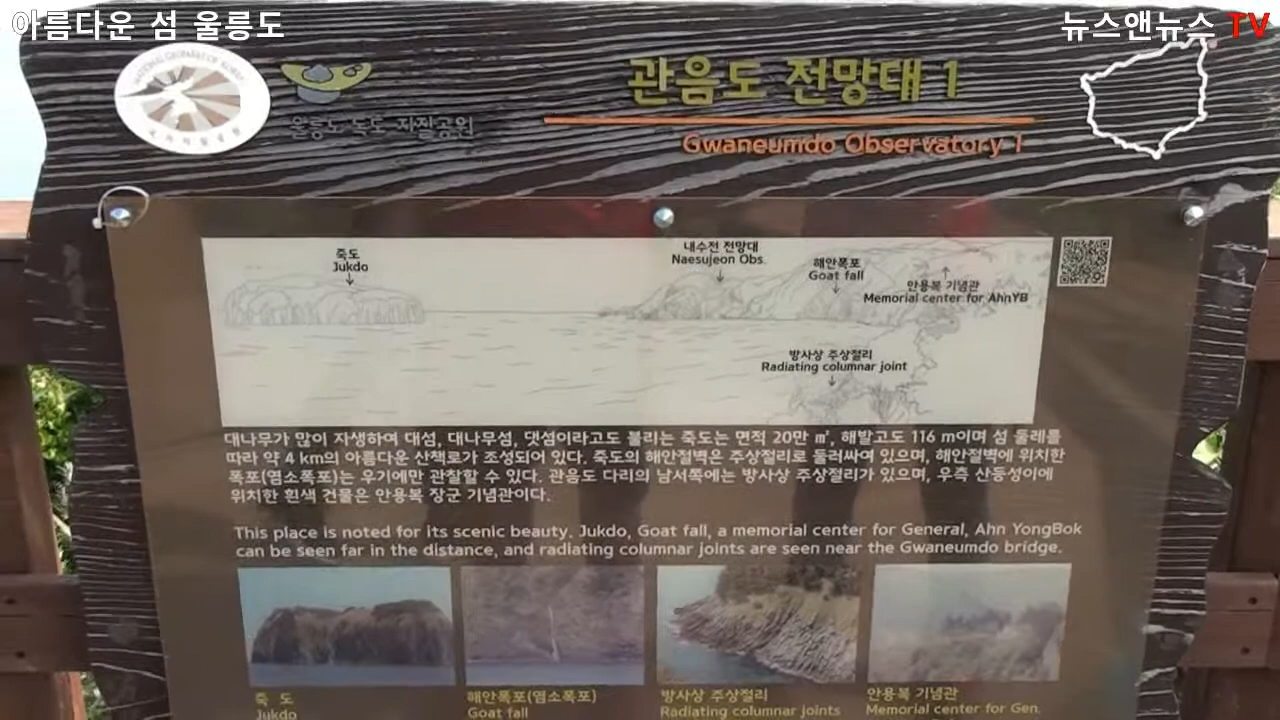 아름다운 섬 울릉도
뉴스앤뉴스 TV
NATIONAL GEOPARKS OF KOREA
국가지질공원
울릉도 독도 지질공원
관음도 전망대 1
Gwaneumdo Observatory 1
죽도
Jukdo
내수전 전망대
Naesujeon Obs.
해안폭포
Goat fall
안용복 기념관
Memorial center for AhnYB
방사상 주상절리
Radiating columnar joint
대나무가 많이 자생하여 대섬, 대나무섬, 댓섬이라고도 불리는 죽도는 면적 20만 ㎡, 해발고도 116 m이며 섬 둘레를
따라 약 4 km의 아름다운 산책로가 조성되어 있다. 죽도의 해안절벽은 주상절리로 둘러싸여 있으며, 해안절벽에 위치한
폭포(염소폭포)는 우기에만 관찰할 수 있다. 관음도 다리의 남서쪽에는 방사상 주상절리가 있으며, 우측 산등성이에
위치한 흰색 건물은 안용복 장군 기념관이다.
This place is noted for its scenic beauty. Jukdo, Goat fall, a memorial center for General, Ahn YongBok
can be seen far in the distance, and radiating columnar joints are seen near the Gwaneumdo bridge.
죽 도
Jukdo
해안폭포(염소폭포)
Goat fall
방사상 주상절리
Radiating columnar joints
안용복 기념관
Memorial center for Gen.